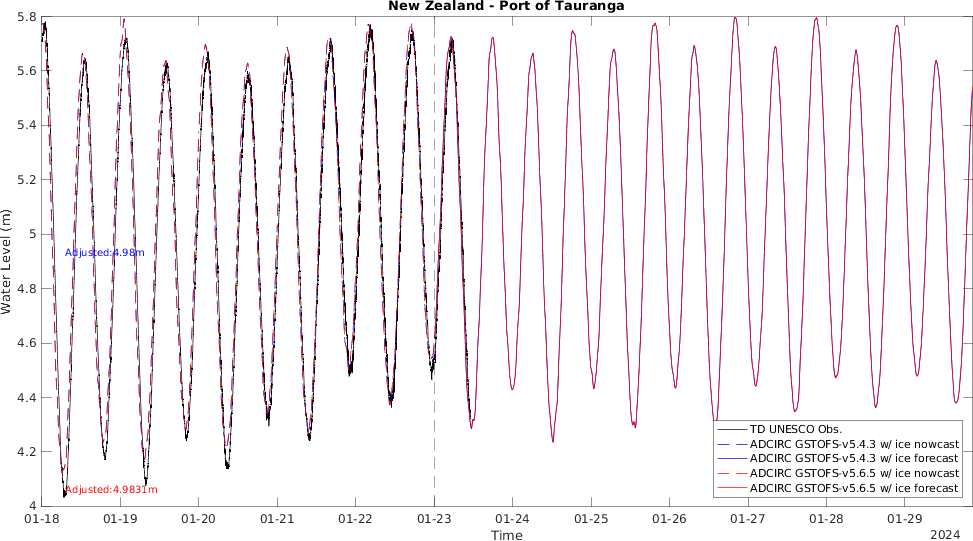 New Zealand - Port of Tauranga
5.8
5.6
5.4
5.2
5
4.8
4.6
4.4
4.2
4
Water Level (m)
Adjusted:4.98m
Adjusted:4.9831m
TD UNESCO Obs.
ADCIRC GSTOFS-v5.4.3 w/ ice nowcast
ADCIRC GSTOFS-v5.4.3 w/ ice forecast
ADCIRC GSTOFS-v5.6.5 w/ ice nowcast
ADCIRC GSTOFS-v5.6.5 w/ ice forecast
01-18 01-19 01-20 01-21 01-22 01-23 01-24 01-25 01-26 01-27 01-28 01-29
Time
2024